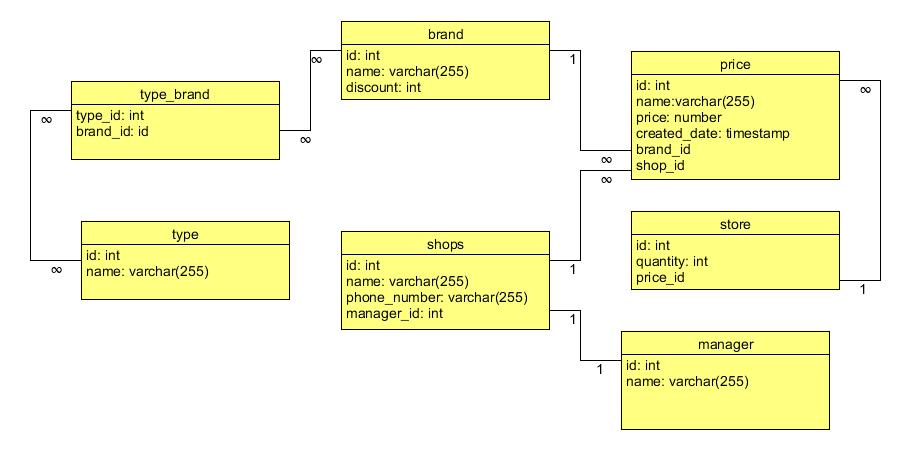 brand
id: int
name: varchar(255)
discount: int
∞
1
type_brand
type_id: int
brand_id: id
∞
∞
price
id: int
name:varchar(255)
price: number
created_date: timestamp
brand_id
shop_id
∞
∞
∞
type
id: int
name: varchar(255)
∞
shops
id: int
name: varchar(255)
phone_number: varchar(255)
manager_id: int
1
1
store
id: int
quantity: int
price_id
1
manager
id: int
name: varchar(255)
1